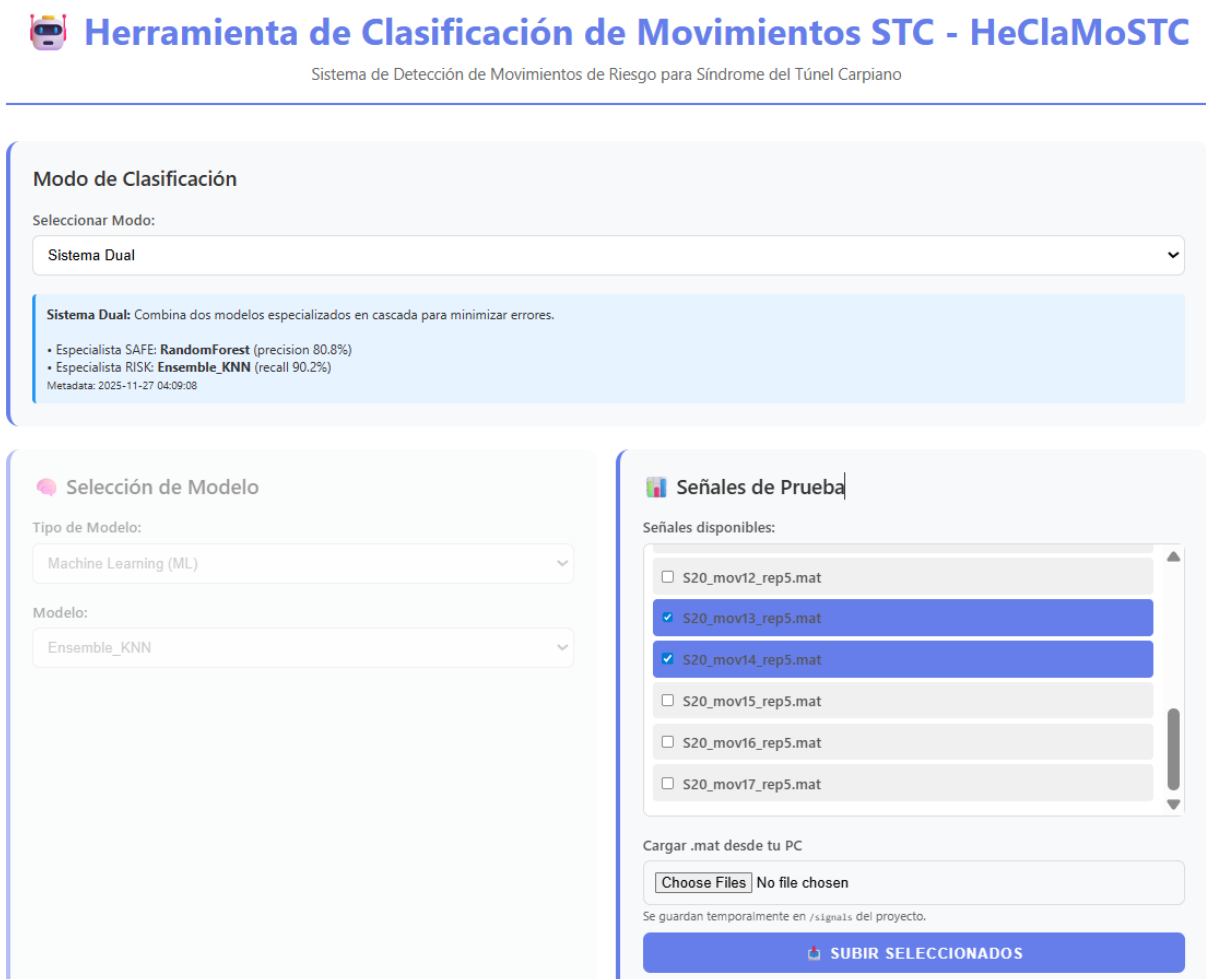 Herramienta de Clasificación de Movimientos STC - HeClaMoSTC
Sistema de Detección de Movimientos de Riesgo para Síndrome del Túnel Carpiano
Modo de Clasificación
Seleccionar Modo:
Sistema Dual
Sistema Dual: Combina dos modelos especializados en cascada para minimizar errores.
• Especialista SAFE: RandomForest (precision 80.8%)
• Especialista RISK: Ensemble_KNN (recall 90.2%)
Metadata: 2025-11-27 04:09:08
Selección de Modelo
Tipo de Modelo:
Machine Learning (ML)
Modelo:
Ensemble_KNN
Señales de Prueba
Señales disponibles:
S20_mov12_rep5.mat
S20_mov13_rep5.mat
S20_mov14_rep5.mat
S20_mov15_rep5.mat
S20_mov16_rep5.mat
S20_mov17_rep5.mat
Cargar .mat desde tu PC
Choose Files No file chosen
Se guardan temporalmente en /signals del proyecto.
SUBIR SELECCIONADOS